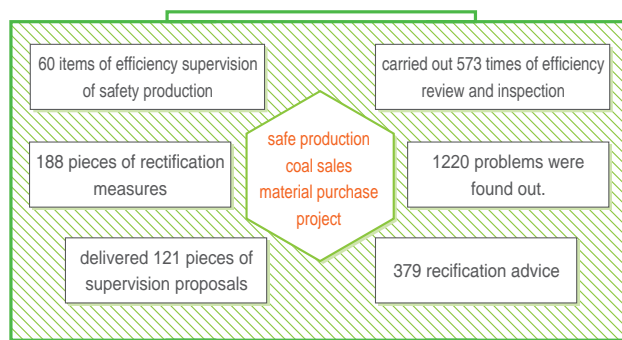 60 items of efficiency supervision
of safety production
carried out 573 times of efficiency
review and inspection
safe production
coal sales
material purchase
project
188 pieces of rectification
measures
1220 problems were
found out.
delivered 121 pieces of
supervision proposals
379 recification advice